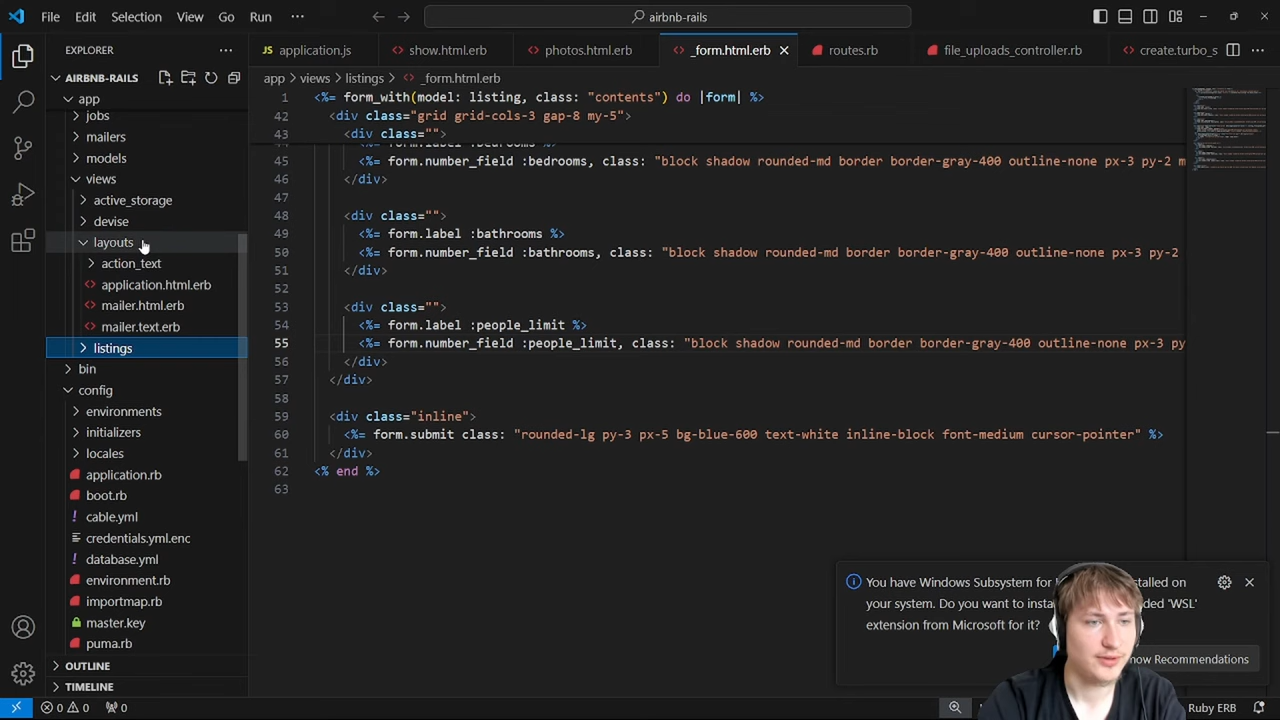 File Edit Selection View Go Run
airbnb-rails
EXPLORER
application.js show.html.erb photos.html.erb _form.html.erb routes.rb file_uploads_controller.rb create.turbo_s
AIRBNB-RAILS
app > views > listings > _form.html.erb
app
jobs
mailers
models
views
active_storage
devise
layouts
action_text
application.html.erb
mailer.html.erb
mailer.text.erb
listings
bin
config
environments
initializers
locales
application.rb
boot.rb
cable.yml
credentials.yml.enc
database.yml
environment.rb
importmap.rb
master.key
puma.rb
OUTLINE
TIMELINE
1 <%= form_with(model: listing, class: "contents") do |form| %>
42 <div class="grid grid-cols-3 gap-8 my-5">
43 <div class="">
45 <%= form.number_field :bedrooms, class: "block shadow rounded-md border border-gray-400 outline-none px-3 py-2 m
46 </div>
47
48 <div class="">
49 <%= form.label :bathrooms %>
50 <%= form.number_field :bathrooms, class: "block shadow rounded-md border border-gray-400 outline-none px-3 py-2
51 </div>
52
53 <div class="">
54 <%= form.label :people_limit %>
55 <%= form.number_field :people_limit, class: "block shadow rounded-md border border-gray-400 outline-none px-3 py
56 </div>
57 </div>
58
59 <div class="inline">
60 <%= form.submit class: "rounded-lg py-3 px-5 bg-blue-600 text-white inline-block font-medium cursor-pointer" %>
61 </div>
62 <% end %>
63
You have Windows Subsystem for talled on
your system. Do you want to insta ded 'WSL'
extension from Microsoft for it?
how Recommendations
0 0 0
Ruby ERB